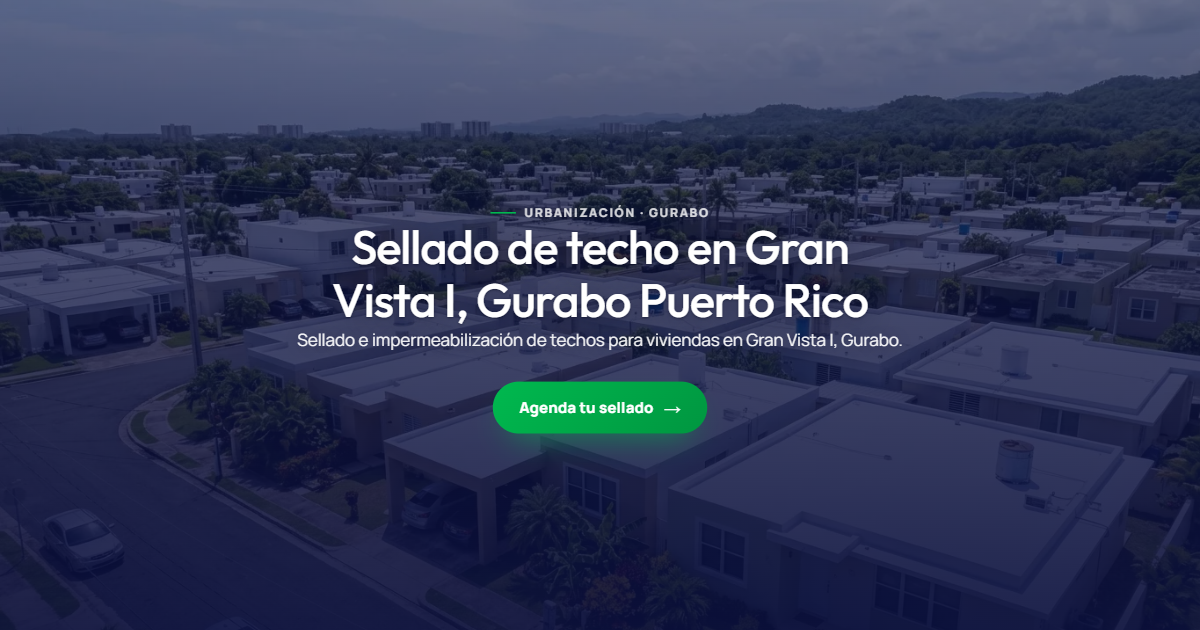 URBANIZACIÓN · GURABO
Sellado de techo en Gran
Vista I, Gurabo Puerto Rico
Sellado e impermeabilización de techos para viviendas en Gran Vista I, Gurabo.
Agenda tu sellado →